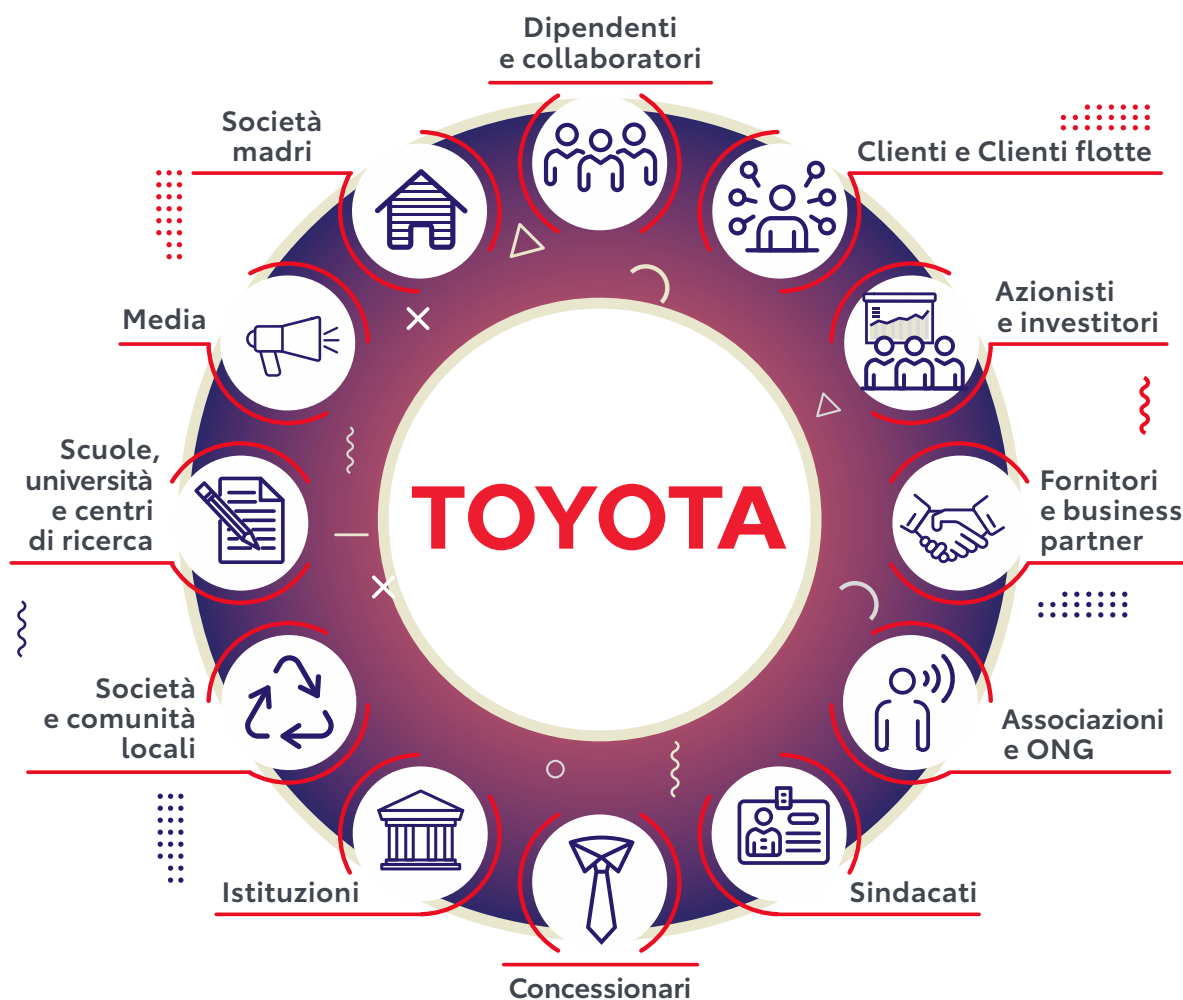 Dipendenti
e collaboratori
Società
madri
Clienti e Clienti flotte
Media
Azionisti
e investitori
Scuole,
università
e centri
di ricerca
TOYOTA
Fornitori
e business
partner
Società
e comunità
locali
Associazioni
e ONG
Istituzioni
Sindacati
Concessionari